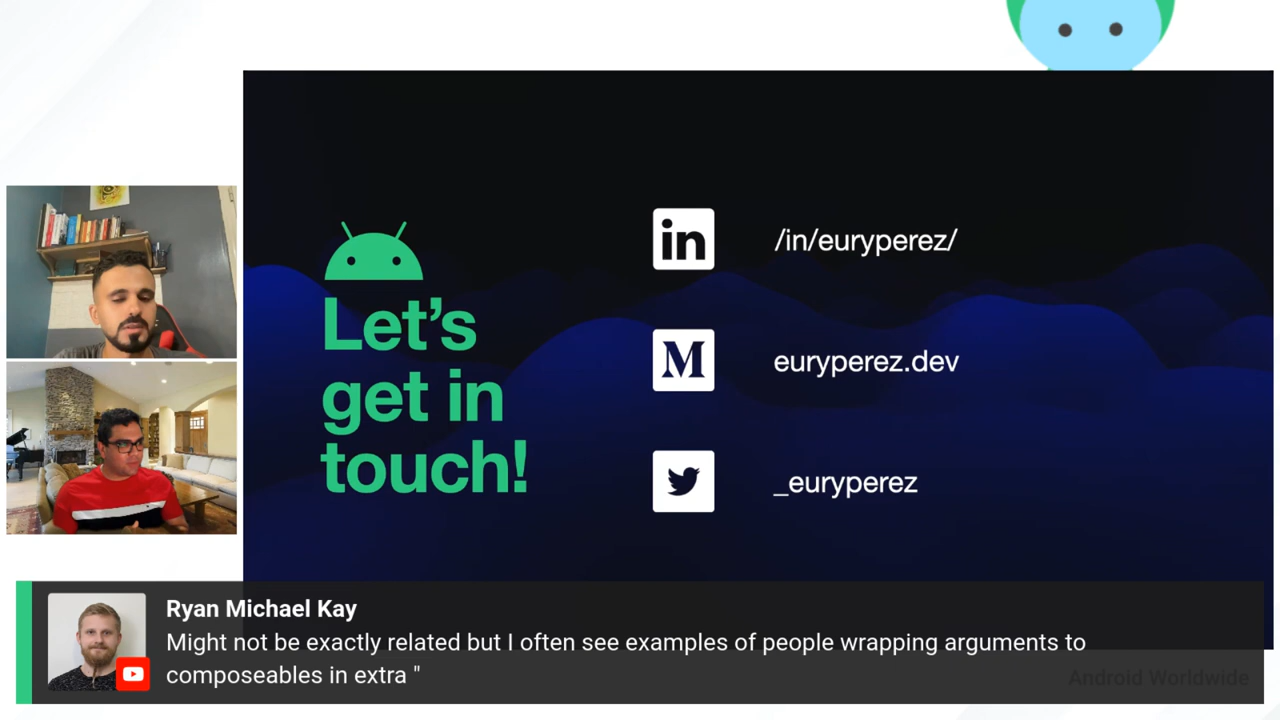 Let's
get in
touch!
in
/in/euryperez/
M
euryperez.dev
_euryperez
Ryan Michael Kay
Might not be exactly related but I often see examples of people wrapping arguments to
composeables in extra "
Android Worldwide